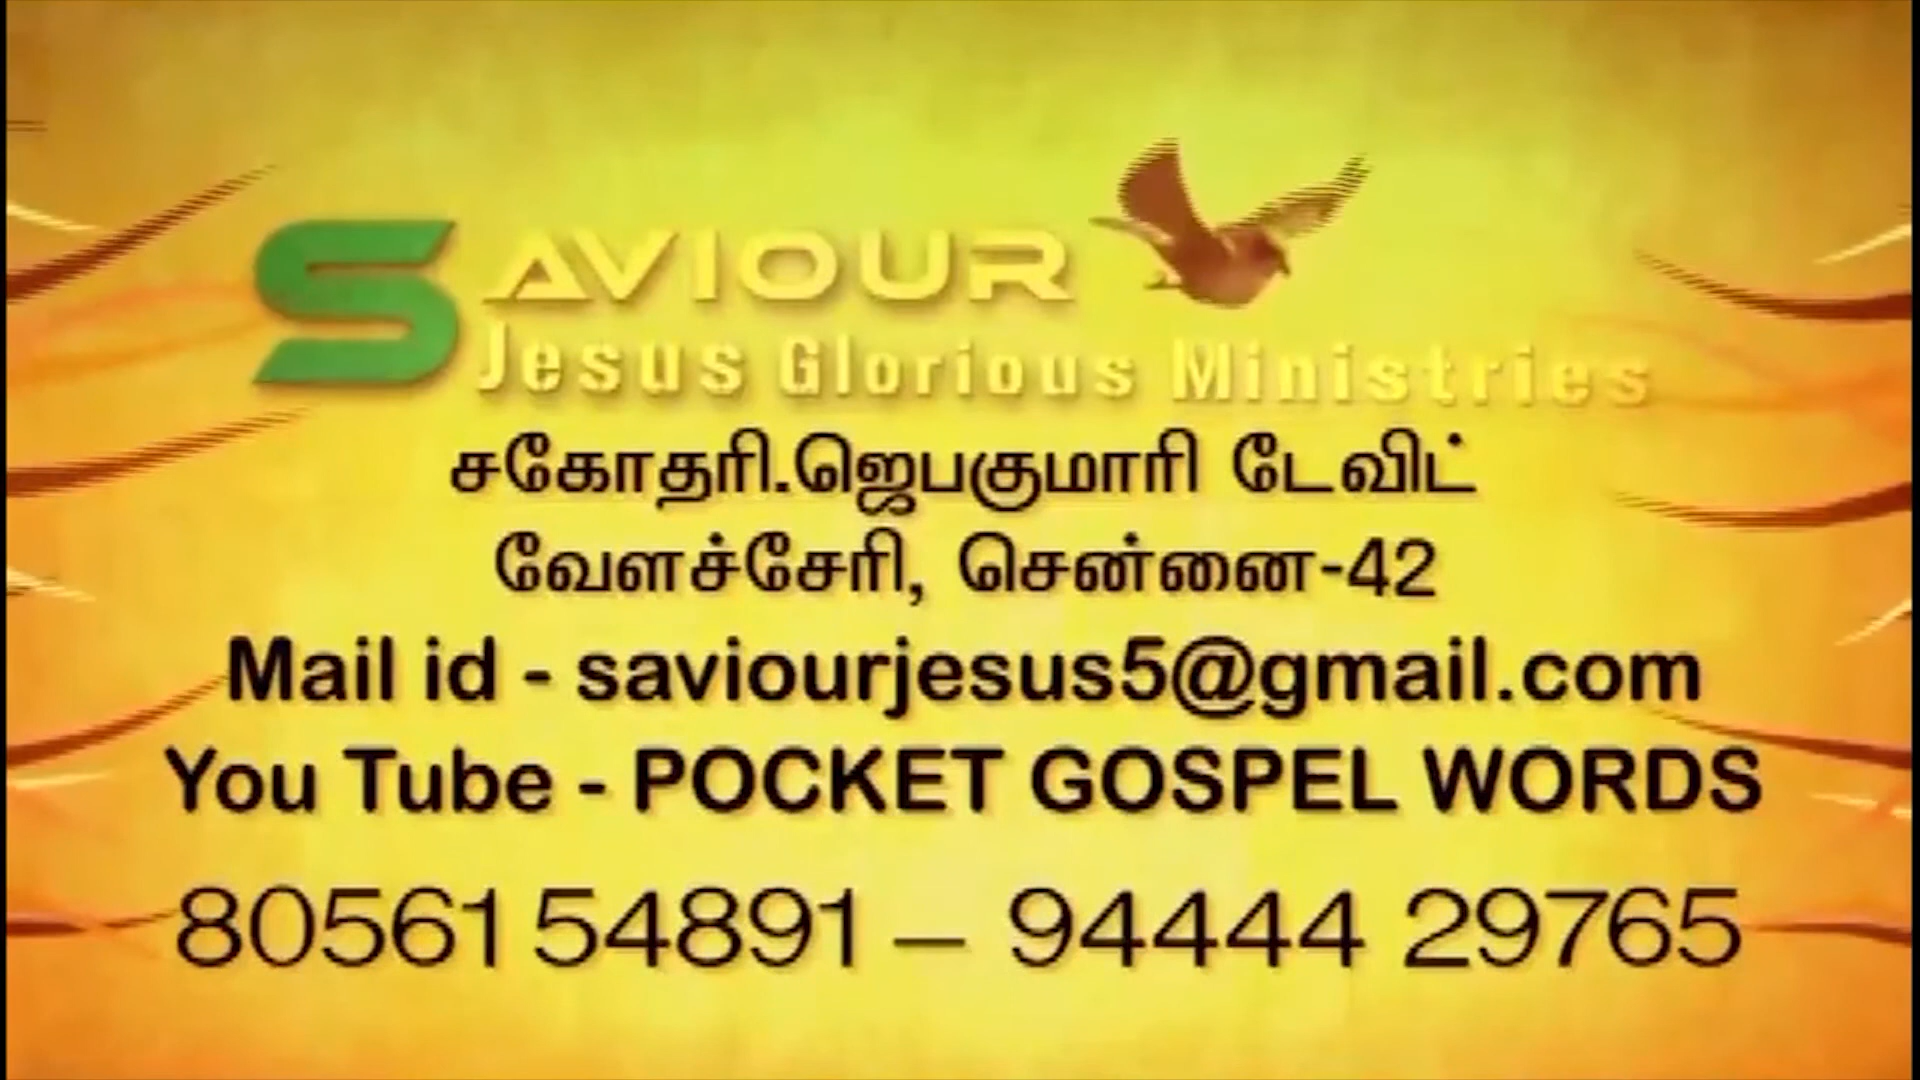 SAVIOUR
Jesus Glorious Ministries
சகோதரி.ஜெபகுமாரி டேவிட்
வேளச்சேரி, சென்னை-42
Mail id - saviourjesus5@gmail.com
You Tube - POCKET GOSPEL WORDS
80561 54891 – 94444 29765